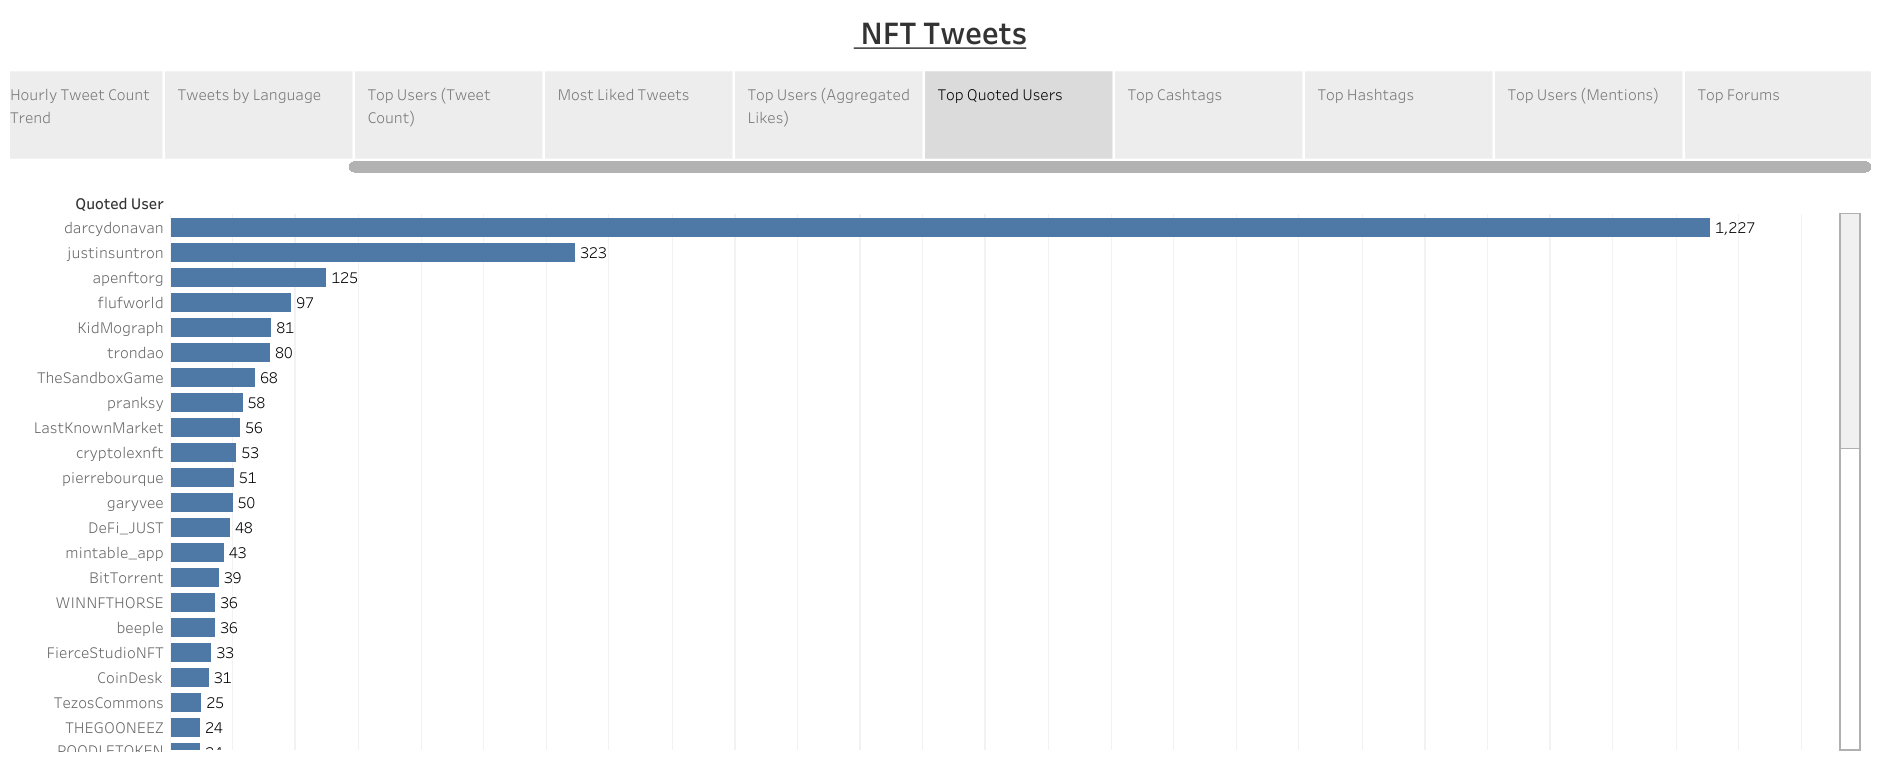 NFT Tweets
Hourly Tweet Count
Trend
Tweets by Language
Top Users (Tweet
Count)
Most Liked Tweets
Top Users (Aggregated
Likes)
Top Quoted Users
Top Cashtags
Top Hashtags
Top Users (Mentions)
Top Forums
Quoted User
darcydonavan 1,227
justinsuntron 323
apenftorg 125
flufworld 97
KidMograph 81
trondao 80
TheSandboxGame 68
pranksy 58
LastKnownMarket 56
cryptolexnft 53
pierrebourque 51
garyvee 50
DeFi_JUST 48
mintable_app 43
BitTorrent 39
WINNFTHORSE 36
beeple 36
FierceStudioNFT 33
CoinDesk 31
TezosCommons 25
THEGOONEEZ 24